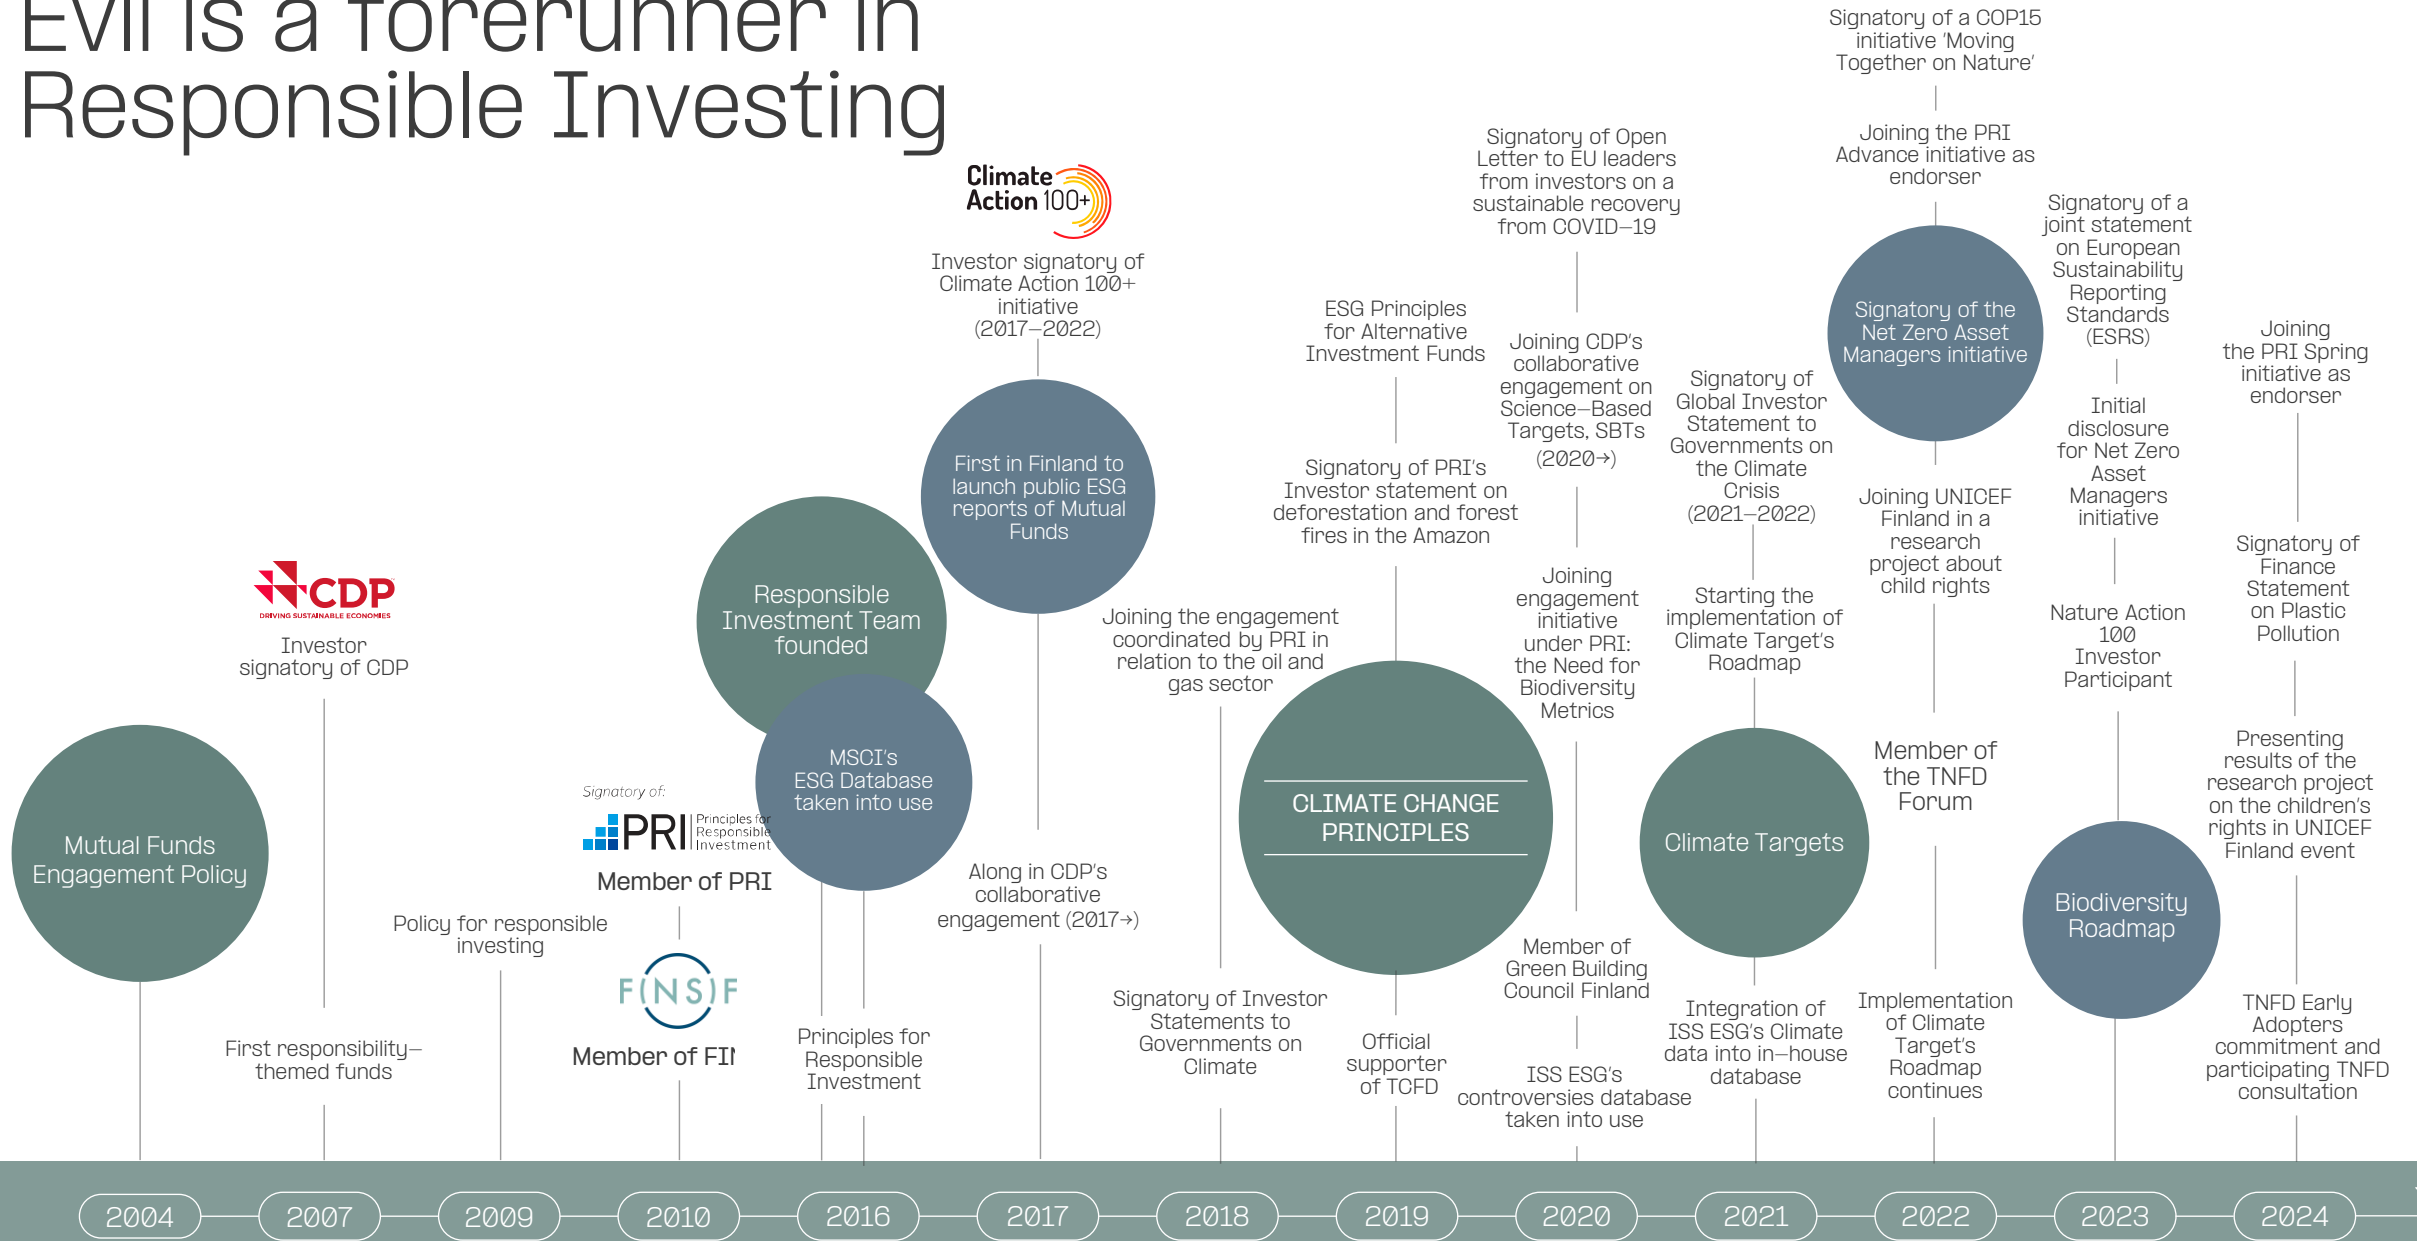 Evli is a forerunner in
Responsible Investing
Mutual Funds
Engagement Policy
CDP
DRIVING SUSTAINABLE ECONOMIES
Investor
signatory of CDP
First responsibility–
themed funds
Policy for responsible
investing
Signatory of:
PRI
Principles for
Responsible
Investment
Member of PRI
F(NS)F
Member of FIN
Responsible
Investment Team
founded
MSCI's
ESG Database
taken into use
Principles for
Responsible
Investment
Climate
Action 100+
Investor signatory of
Climate Action 100+
initiative
(2017–2022)
First in Finland to
launch public ESG
reports of Mutual
Funds
Along in CDP's
collaborative
engagement (2017→)
Joining the engagement
coordinated by PRI in
relation to the oil and
gas sector
Signatory of Investor
Statements to
Governments on
Climate
ESG Principles
for Alternative
Investment Funds
Signatory of PRI's
Investor statement on
deforestation and forest
fires in the Amazon
CLIMATE CHANGE
PRINCIPLES
Official
supporter
of TCFD
Signatory of Open
Letter to EU leaders
from investors on a
sustainable recovery
from COVID–19
Joining CDP's
collaborative
engagement on
Science–Based
Targets, SBTs
(2020→)
Joining
engagement
initiative
under PRI:
the Need for
Biodiversity
Metrics
Member of
Green Building
Council Finland
ISS ESG's
controversies database
taken into use
Signatory of
Global Investor
Statement to
Governments on
the Climate
Crisis
(2021–2022)
Starting the
implementation of
Climate Target's
Roadmap
Climate Targets
Integration of
ISS ESG's Climate
data into in–house
database
Signatory of a COP15
initiative 'Moving
Together on Nature'
Joining the PRI
Advance initiative as
endorser
Signatory of the
Net Zero Asset
Managers initiative
Joining UNICEF
Finland in a
research
project about
child rights
Member of
the TNFD
Forum
Implementation
of Climate
Target's
Roadmap
continues
Signatory of a
joint statement
on European
Sustainability
Reporting
Standards
(ESRS)
Initial
disclosure
for Net Zero
Asset
Managers
initiative
Nature Action
100
Investor
Participant
Biodiversity
Roadmap
Joining
the PRI Spring
initiative as
endorser
Signatory of
Finance
Statement
on Plastic
Pollution
Presenting
results of the
research project
on the children's
rights in UNICEF
Finland event
TNFD Early
Adopters
commitment and
participating TNFD
consultation
2004
2007
2009
2010
2016
2017
2018
2019
2020
2021
2022
2023
2024